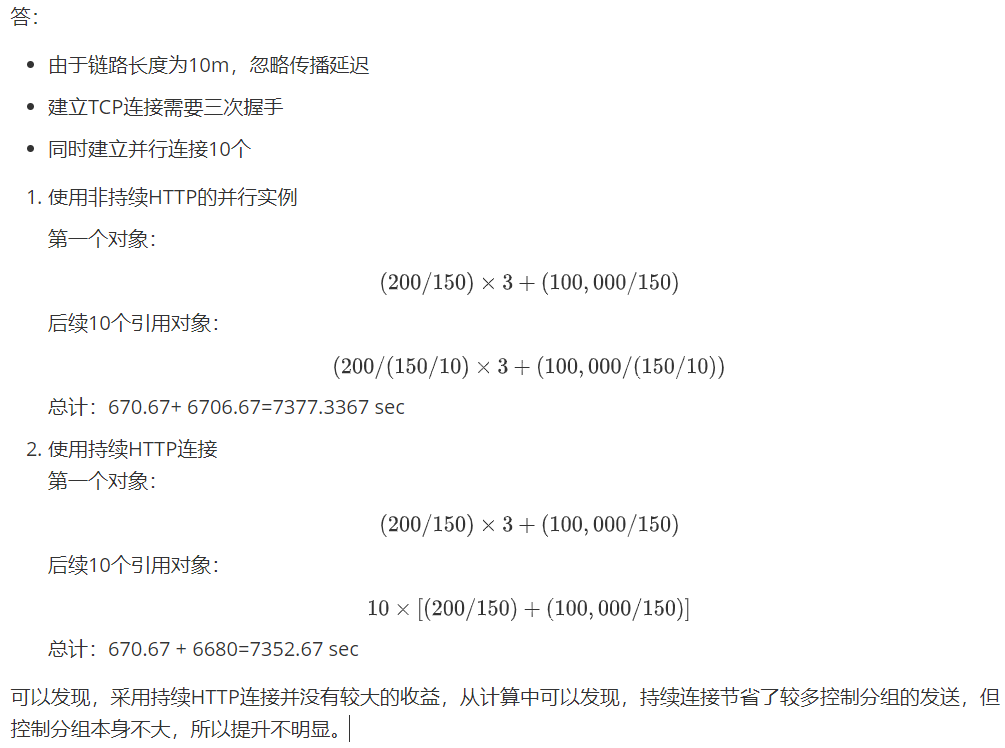 答：
• 由于链路长度为10m，忽略传播延迟
• 建立TCP连接需要三次握手
• 同时建立并行连接10个
1. 使用非持续HTTP的并行实例
第一个对象：
(200/150) × 3 + (100,000/150)
后续10个引用对象：
(200/(150/10) × 3 + (100,000/(150/10))
总计：670.67+ 6706.67=7377.3367 sec
2. 使用持续HTTP连接
第一个对象：
(200/150) × 3 + (100,000/150)
后续10个引用对象：
10 × [(200/150) + (100,000/150)]
总计：670.67 + 6680=7352.67 sec
可以发现，采用持续HTTP连接并没有较大的收益，从计算中可以发现，持续连接节省了较多控制分组的发送，但
控制分组本身不大，所以提升不明显。